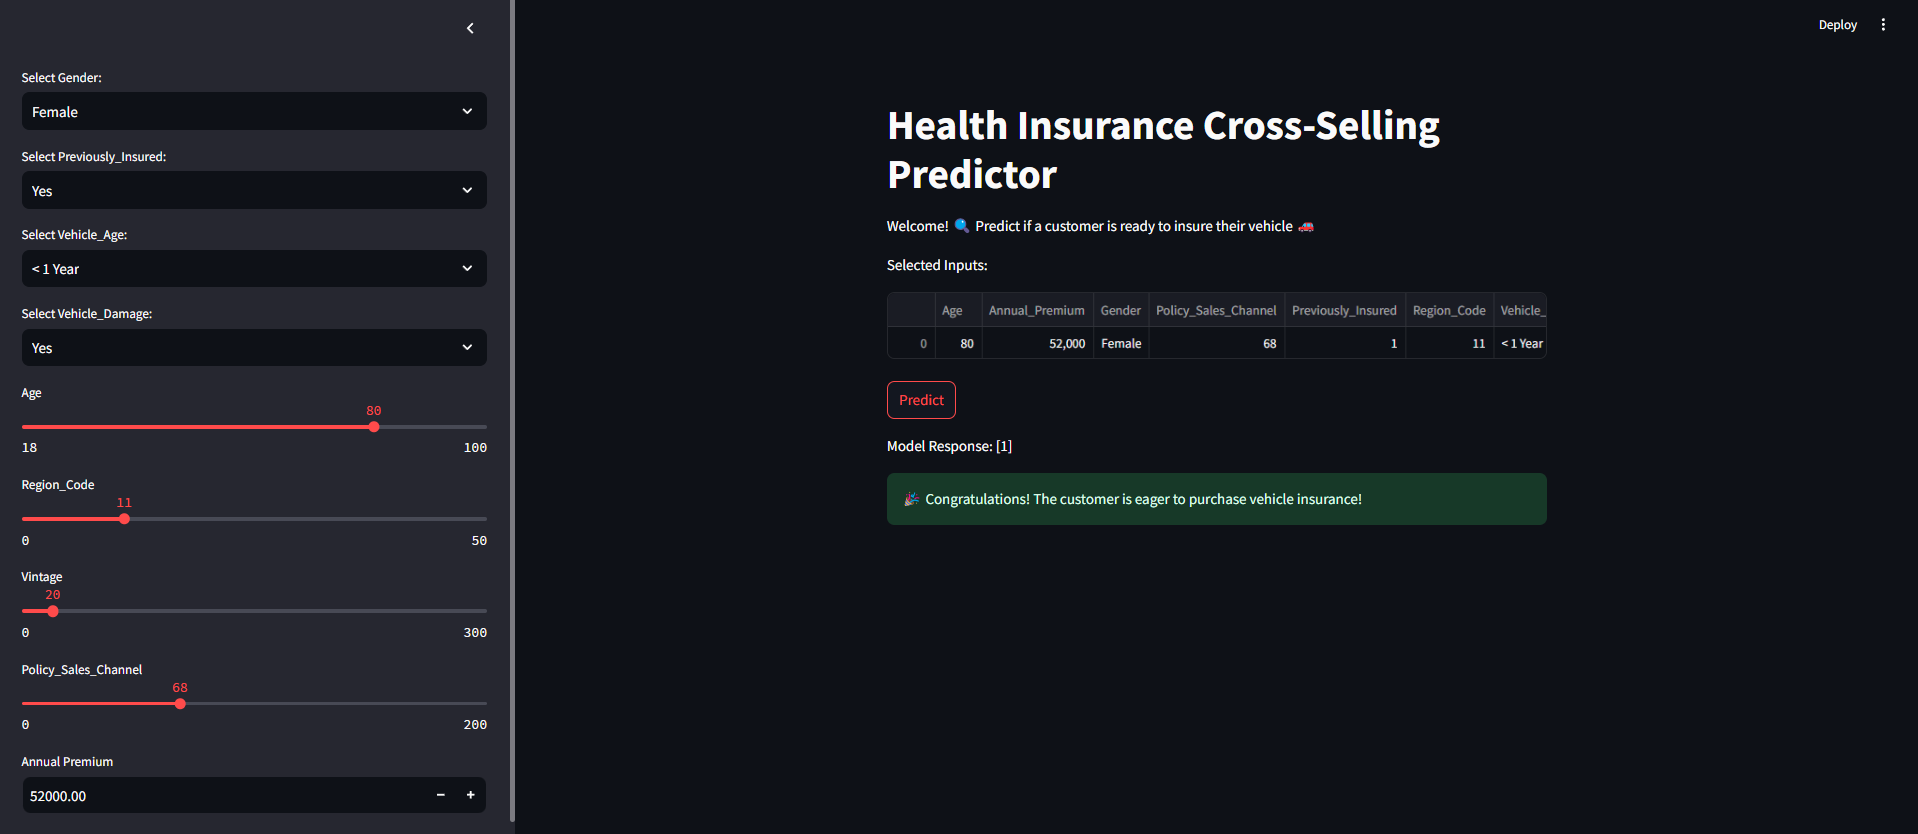 Deploy
Select Gender:
Female
Select Previously_Insured:
Yes
Select Vehicle_Age:
< 1 Year
Select Vehicle_Damage:
Yes
Age
80
18 100
Region_Code
11
0 50
Vintage
20
0 300
Policy_Sales_Channel
68
0 200
Annual Premium
52000.00
Health Insurance Cross-Selling
Predictor
Welcome! 🔍 Predict if a customer is ready to insure their vehicle 🚗
Selected Inputs:
Age Annual_Premium Gender Policy_Sales_Channel Previously_Insured Region_Code Vehicle_
0 80 52,000 Female 68 1 11 < 1 Year
Predict
Model Response: [1]
🎉 Congratulations! The customer is eager to purchase vehicle insurance!